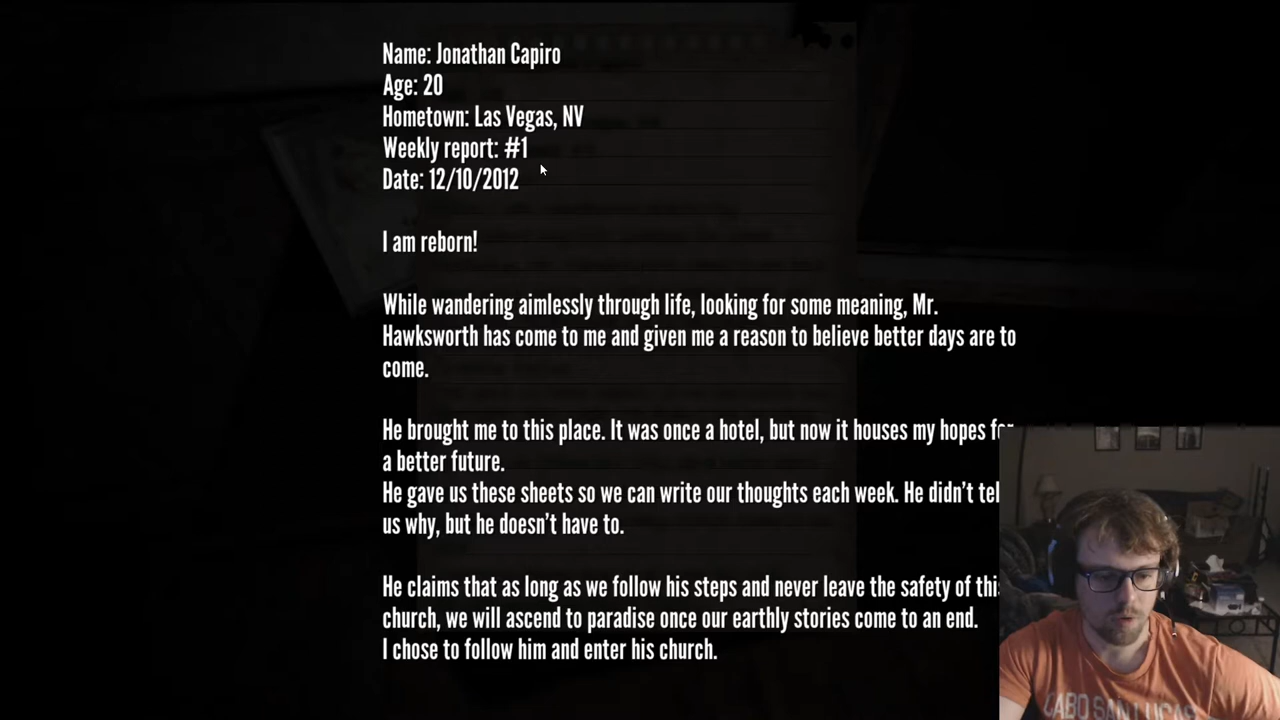 Name: Jonathan Capiro
Age: 20
Hometown: Las Vegas, NV
Weekly report: #1
Date: 12/10/2012
I am reborn!
While wandering aimlessly through life, looking for some meaning, Mr.
Hawksworth has come to me and given me a reason to believe better days are to
come.
He brought me to this place. It was once a hotel, but now it houses my hopes for
a better future.
He gave us these sheets so we can write our thoughts each week. He didn't tel
us why, but he doesn't have to.
He claims that as long as we follow his steps and never leave the safety of this
church, we will ascend to paradise once our earthly stories come to an end.
I chose to follow him and enter his church.
CABO SAN LUCAS